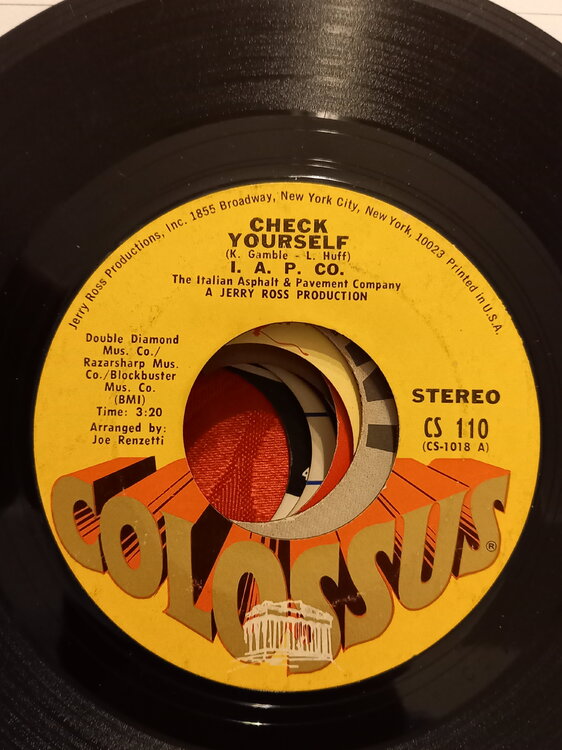 Jerry Ross Productions, Inc. 1855 Broadway, New York City, New York, 10023 Printed in U.S.A.
CHECK
YOURSELF
(K. Gamble - L. Huff)
I. A. P. CO.
The Italian Asphalt & Pavement Company
A JERRY ROSS PRODUCTION
Double Diamond
Mus. Co./
Razarsharp Mus.
Co./Blockbuster
Mus. Co.
(BMI)
Time: 3:20
Arranged by:
Joe Renzetti
STEREO
CS 110
(CS-1018 A)
COLOSSUS®